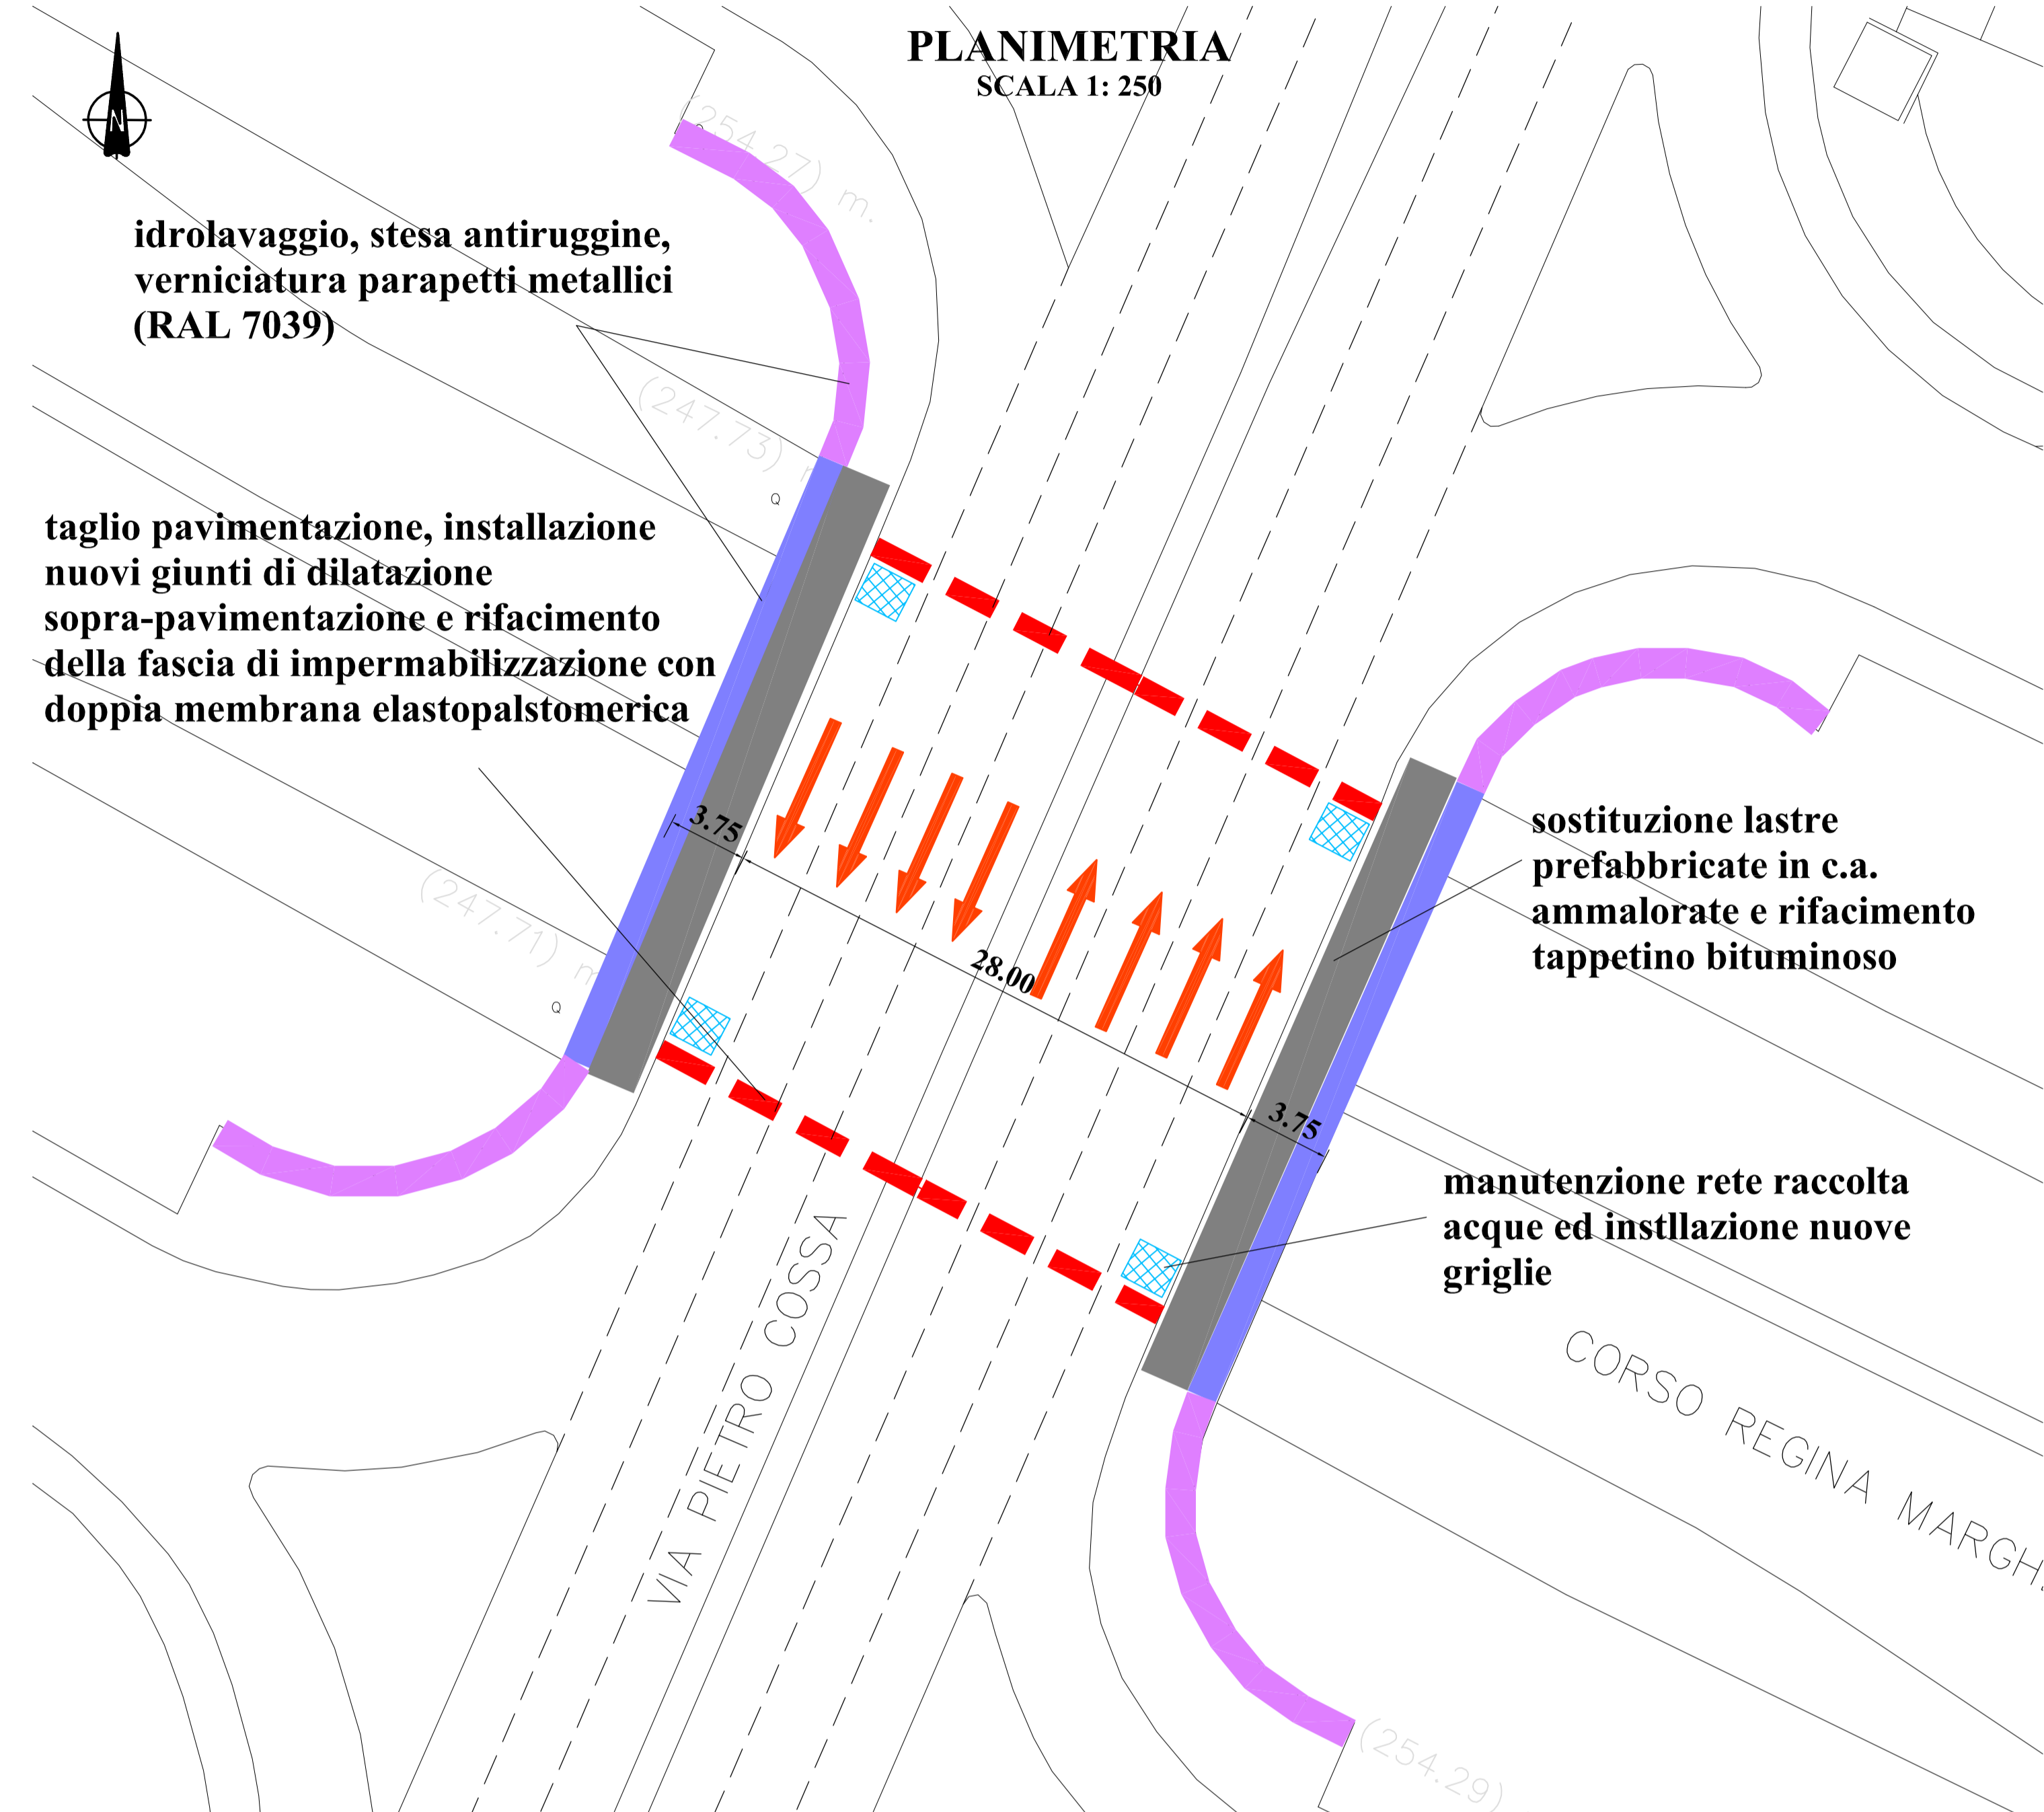 PLANIMETRIA
SCALA 1: 250
N
(254.27) m.
idrolavaggio, stesa antiruggine,
verniciatura parapetti metallici
(RAL 7039)
(247.73)
Q
taglio pavimentazione, installazione
nuovi giunti di dilatazione
sopra-pavimentazione e rifacimento
della fascia di impermabilizzazione con
doppia membrana elastopalstomerica
3.75
28.00
3.75
sostituzione lastre
prefabbricate in c.a.
ammalorate e rifacimento
tappetino bituminoso
(247.71) m
Q
manutenzione rete raccolta
acque ed instllazione nuove
griglie
VIA PIETRO COSSA
CORSO REGINA MARGH
(254.29)